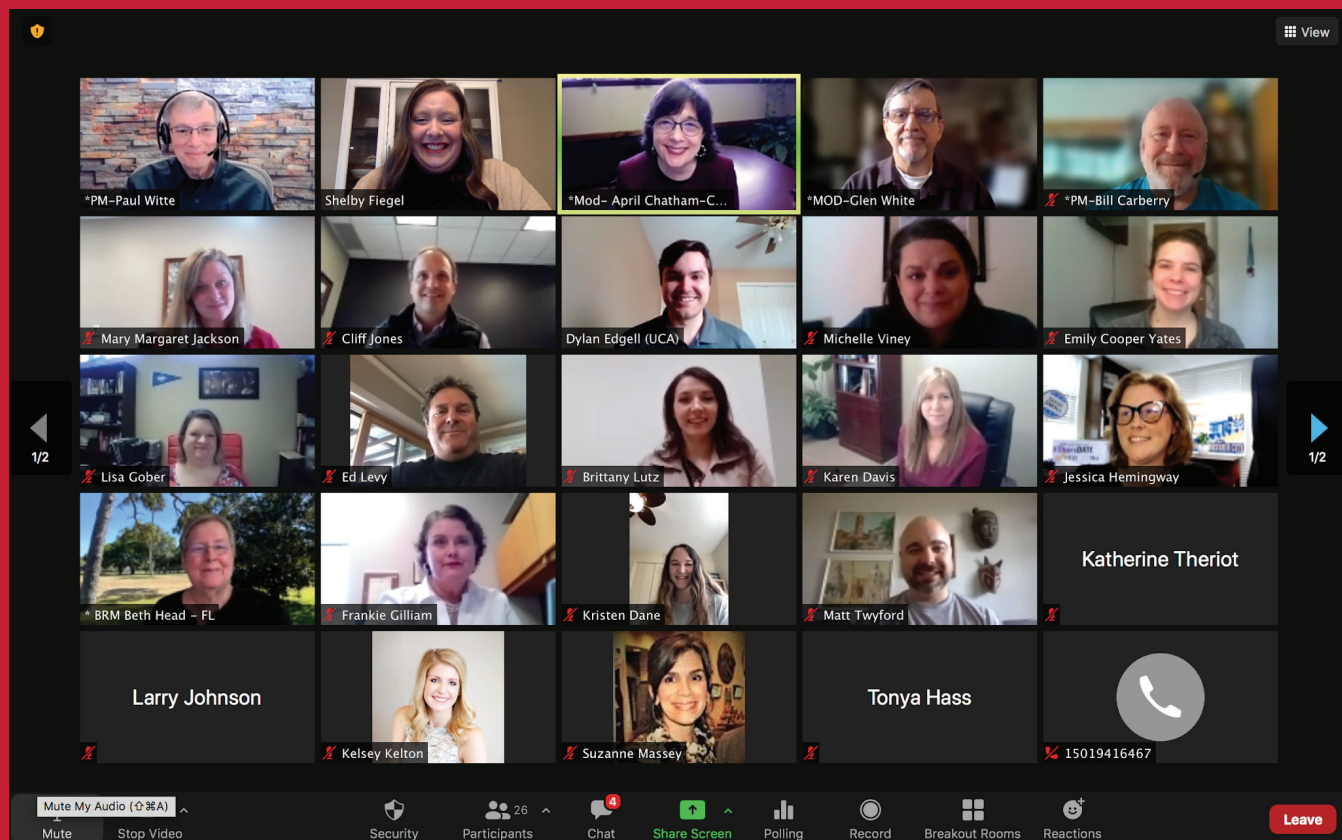 View
*PM-Paul Witte
Shelby Fiegel
*Mod- April Chatham-C...
*MOD-Glen White
*PM-Bill Carberry
Mary Margaret Jackson
Cliff Jones
Dylan Edgell (UCA)
Michelle Viney
Emily Cooper Yates
1/2
1/2
Lisa Gober
Ed Levy
Brittany Lutz
Karen Davis
Jessica Hemingway
* BRM Beth Head - FL
Frankie Gilliam
Kristen Dane
Matt Twyford
Katherine Theriot
Larry Johnson
Kelsey Kelton
Suzanne Massey
Tonya Hass
15019416467
Mute My Audio (⇧⌘A)
26
4
Mute
Stop Video
Security
Participants
Chat
Share Screen
Polling
Record
Breakout Rooms
Reactions
Leave